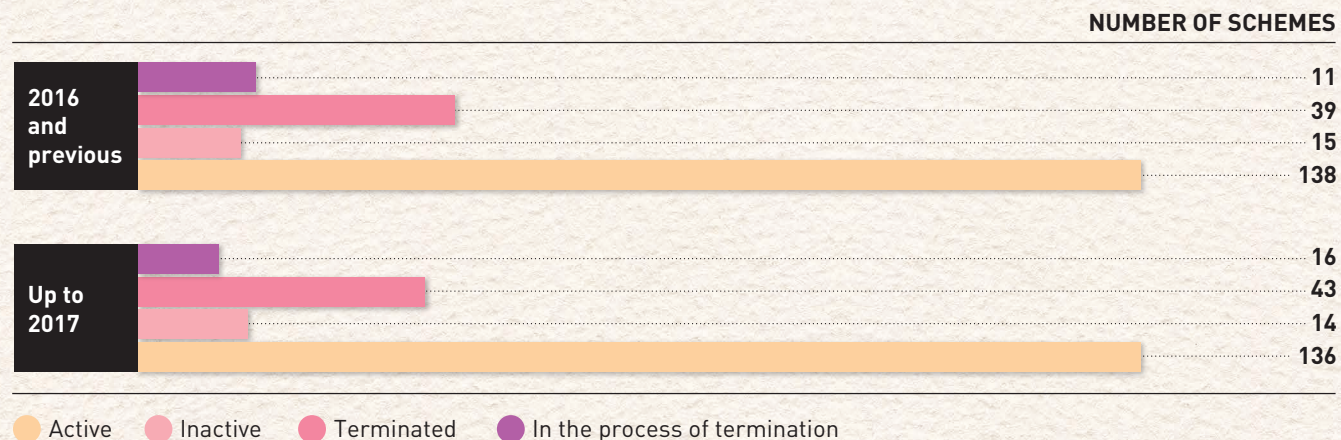 NUMBER OF SCHEMES
2016
and
previous
11
39
15
138
Up to
2017
16
43
14
136
Active Inactive Terminated In the process of termination